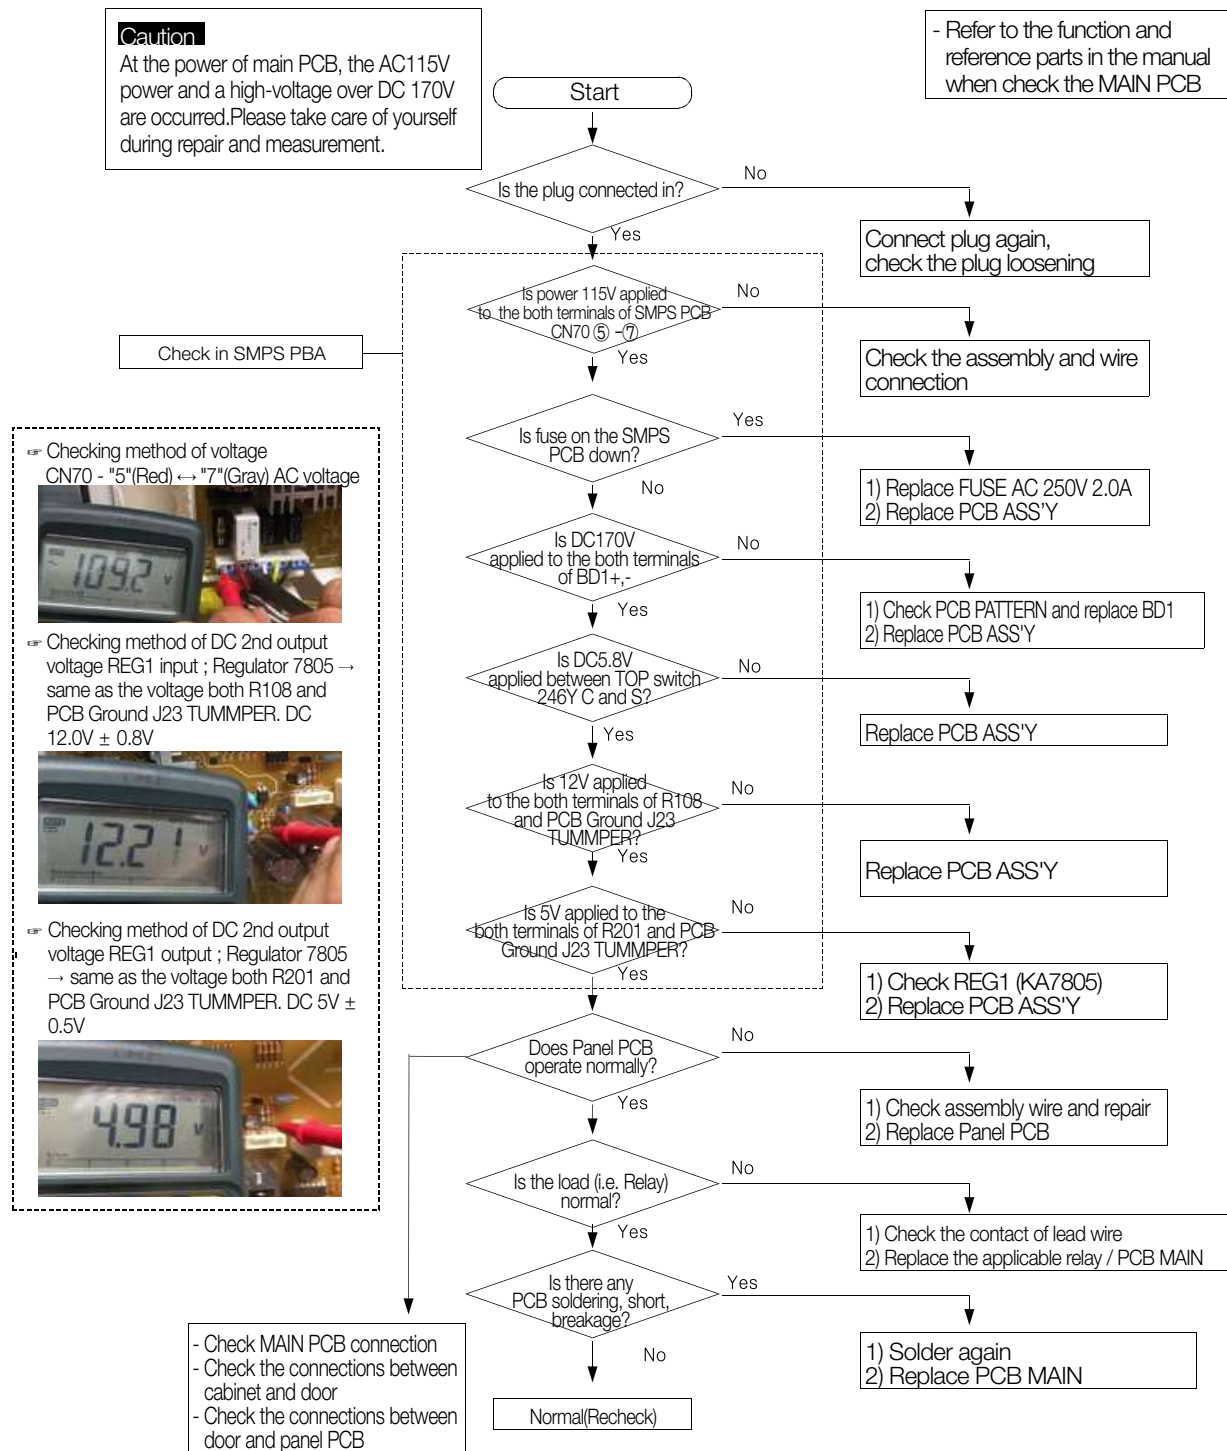 Caution
At the power of main PCB, the AC115V
power and a high-voltage over DC 170V
are occurred.Please take care of yourself
during repair and measurement.
- Refer to the function and
reference parts in the manual
when check the MAIN PCB
Start
Is the plug connected in?
No
Yes
Connect plug again,
check the plug loosening
Check in SMPS PBA
Is power 115V applied
to the both terminals of SMPS PCB
CN70 ⑤ -⑦
No
Yes
Check the assembly and wire
connection
Is fuse on the SMPS
PCB down?
Yes
No
1) Replace FUSE AC 250V 2.0A
2) Replace PCB ASS'Y
Is DC170V
applied to the both terminals
of BD1+,-
No
Yes
1) Check PCB PATTERN and replace BD1
2) Replace PCB ASS'Y
Is DC5.8V
applied between TOP switch
246Y C and S?
No
Yes
Replace PCB ASS'Y
Is 12V applied
to the both terminals of R108
and PCB Ground J23
TUMMPER?
No
Yes
Replace PCB ASS'Y
Is 5V applied to the
both terminals of R201 and PCB
Ground J23 TUMMPER?
No
Yes
1) Check REG1 (KA7805)
2) Replace PCB ASS'Y
Does Panel PCB
operate normally?
No
Yes
1) Check assembly wire and repair
2) Replace Panel PCB
Is the load (i.e. Relay)
normal?
No
Yes
1) Check the contact of lead wire
2) Replace the applicable relay / PCB MAIN
Is there any
PCB soldering, short,
breakage?
Yes
No
1) Solder again
2) Replace PCB MAIN
Normal(Recheck)
☞ Checking method of voltage
CN70 - "5"(Red) ↔ "7"(Gray) AC voltage
109.2 V
☞ Checking method of DC 2nd output
voltage REG1 input ; Regulator 7805 →
same as the voltage both R108 and
PCB Ground J23 TUMMPER. DC
12.0V ± 0.8V
12.21 V
☞ Checking method of DC 2nd output
voltage REG1 output ; Regulator 7805
→ same as the voltage both R201 and
PCB Ground J23 TUMMPER. DC 5V ±
0.5V
4.98 V
- Check MAIN PCB connection
- Check the connections between
cabinet and door
- Check the connections between
door and panel PCB